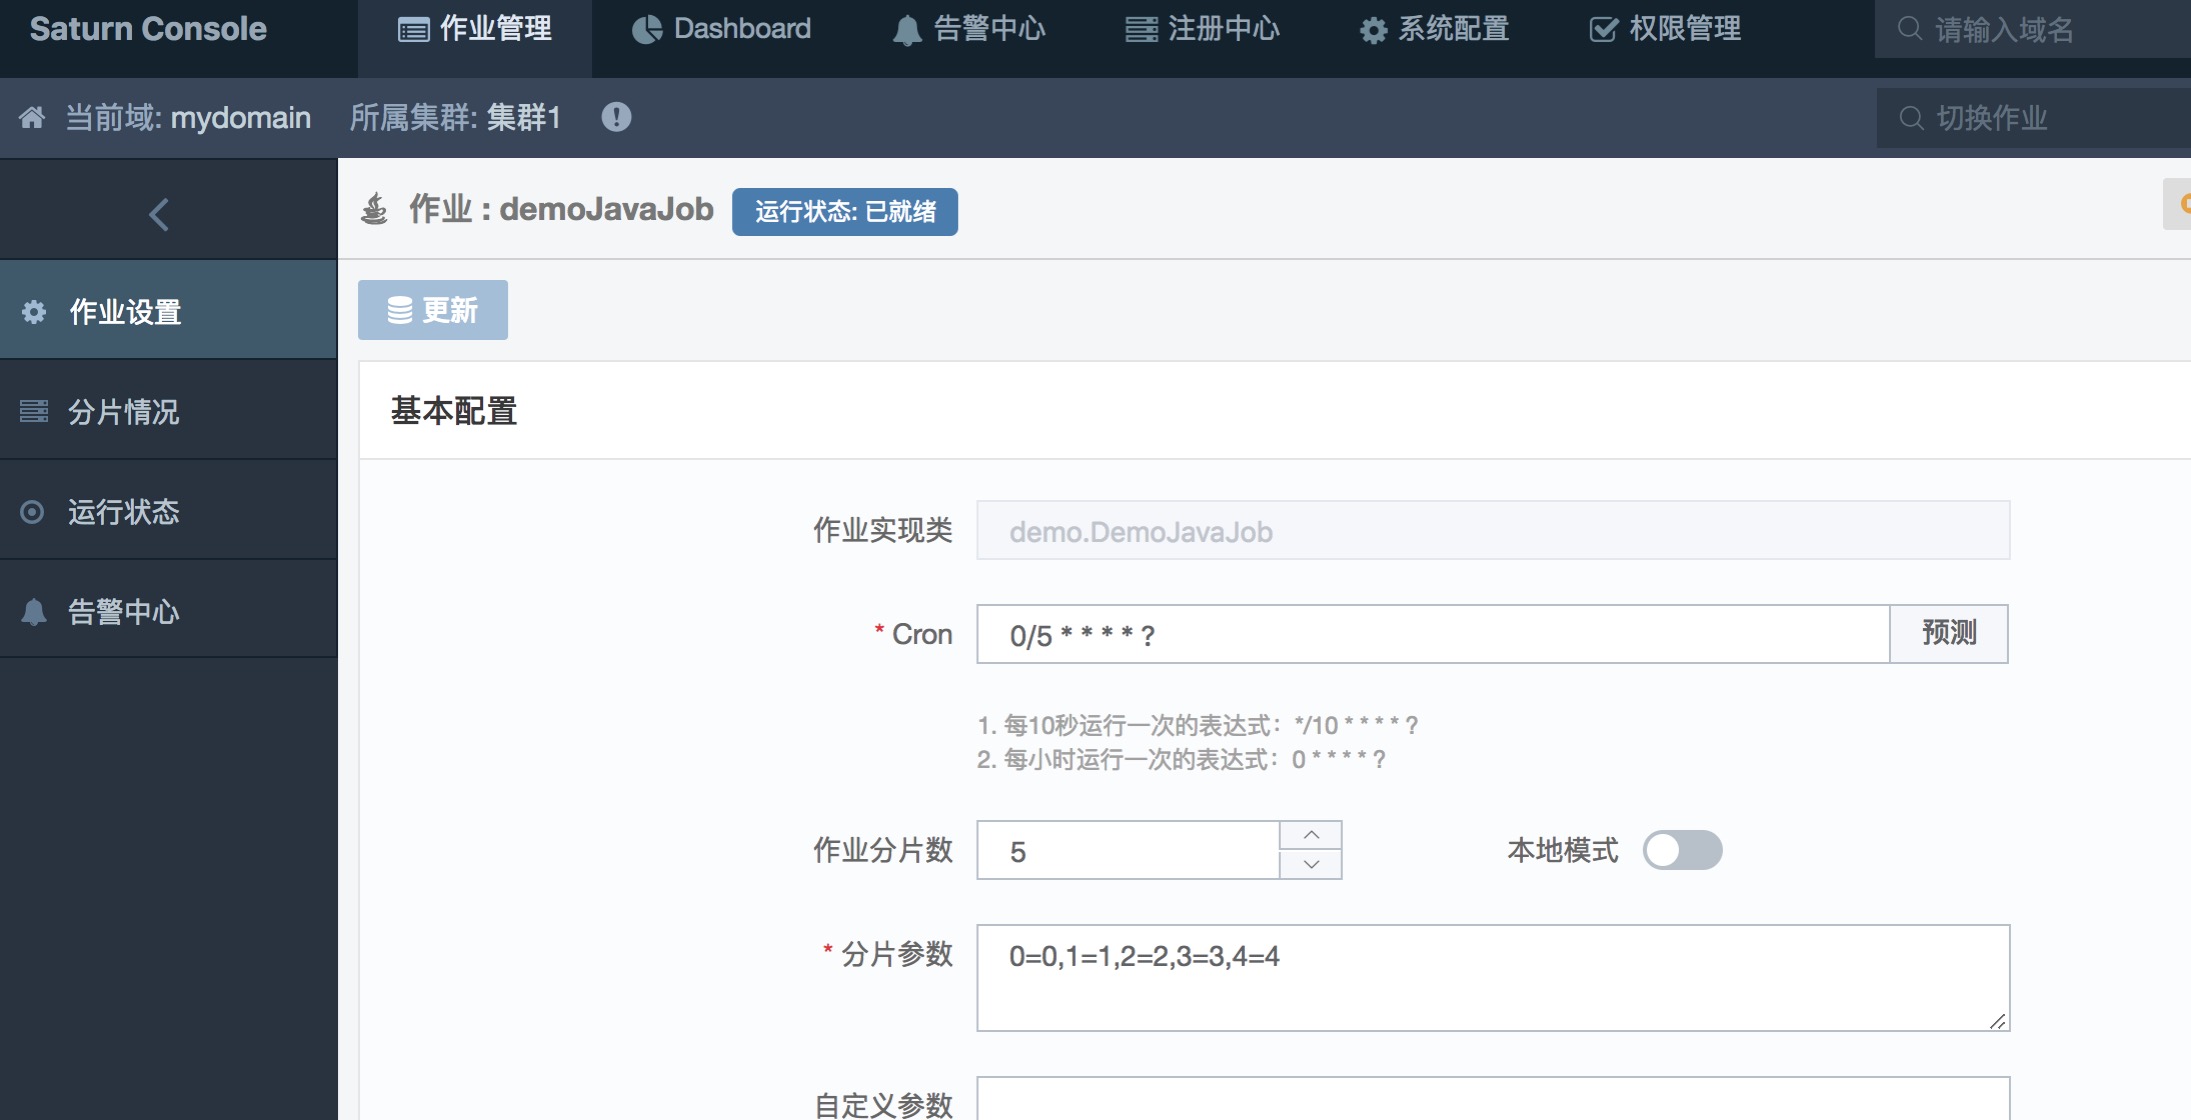 Saturn Console 作业管理 Dashboard 告警中心 注册中心 系统配置 权限管理 请输入域名
当前域: mydomain 所属集群: 集群1 切换作业
作业 : demoJavaJob 运行状态: 已就绪
作业设置
分片情况
运行状态
告警中心
更新
基本配置
作业实现类 demo.DemoJavaJob
* Cron 0/5 * * * * ? 预测
1. 每10秒运行一次的表达式：*/10 * * * * ?
2. 每小时运行一次的表达式：0 * * * * ?
作业分片数 5 本地模式
* 分片参数 0=0,1=1,2=2,3=3,4=4
自定义参数